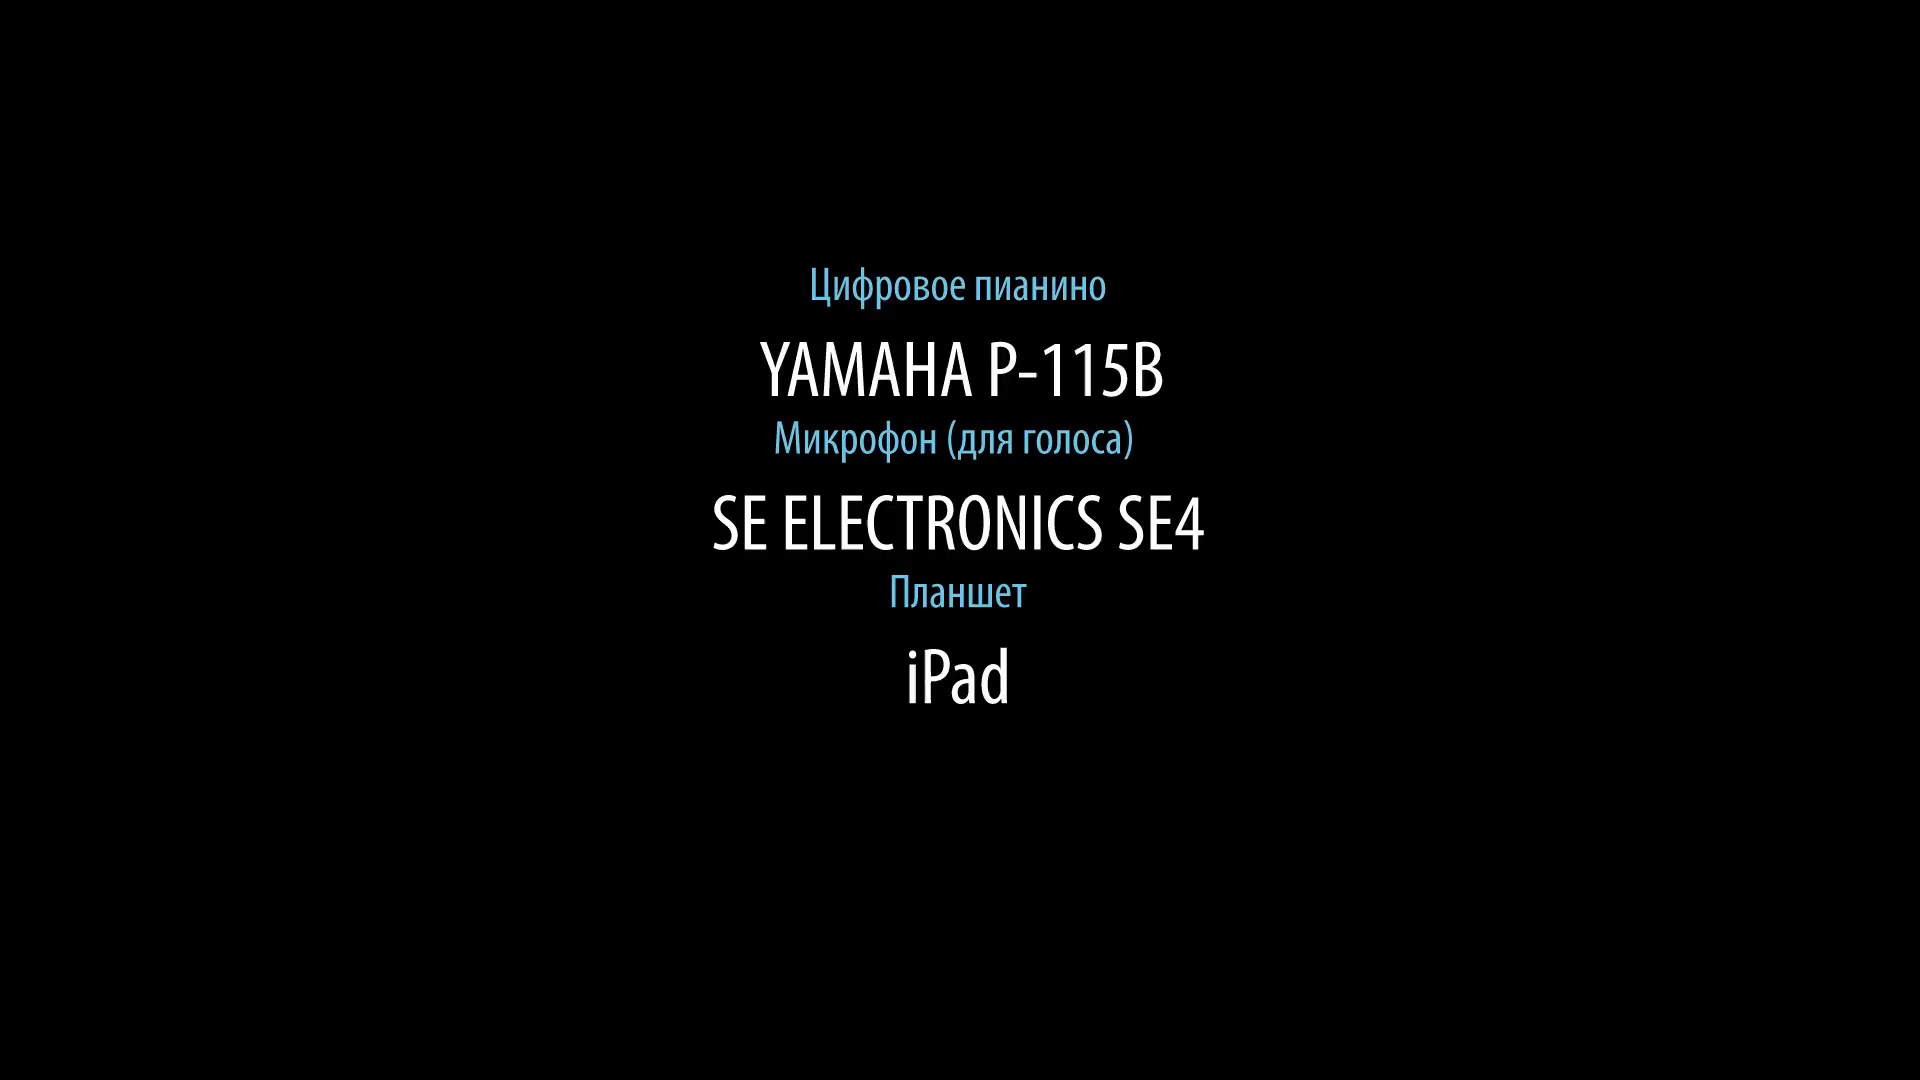 Цифровое пианино
YAMAHA P-115B
Микрофон (для голоса)
SE ELECTRONICS SE4
Планшет
iPad